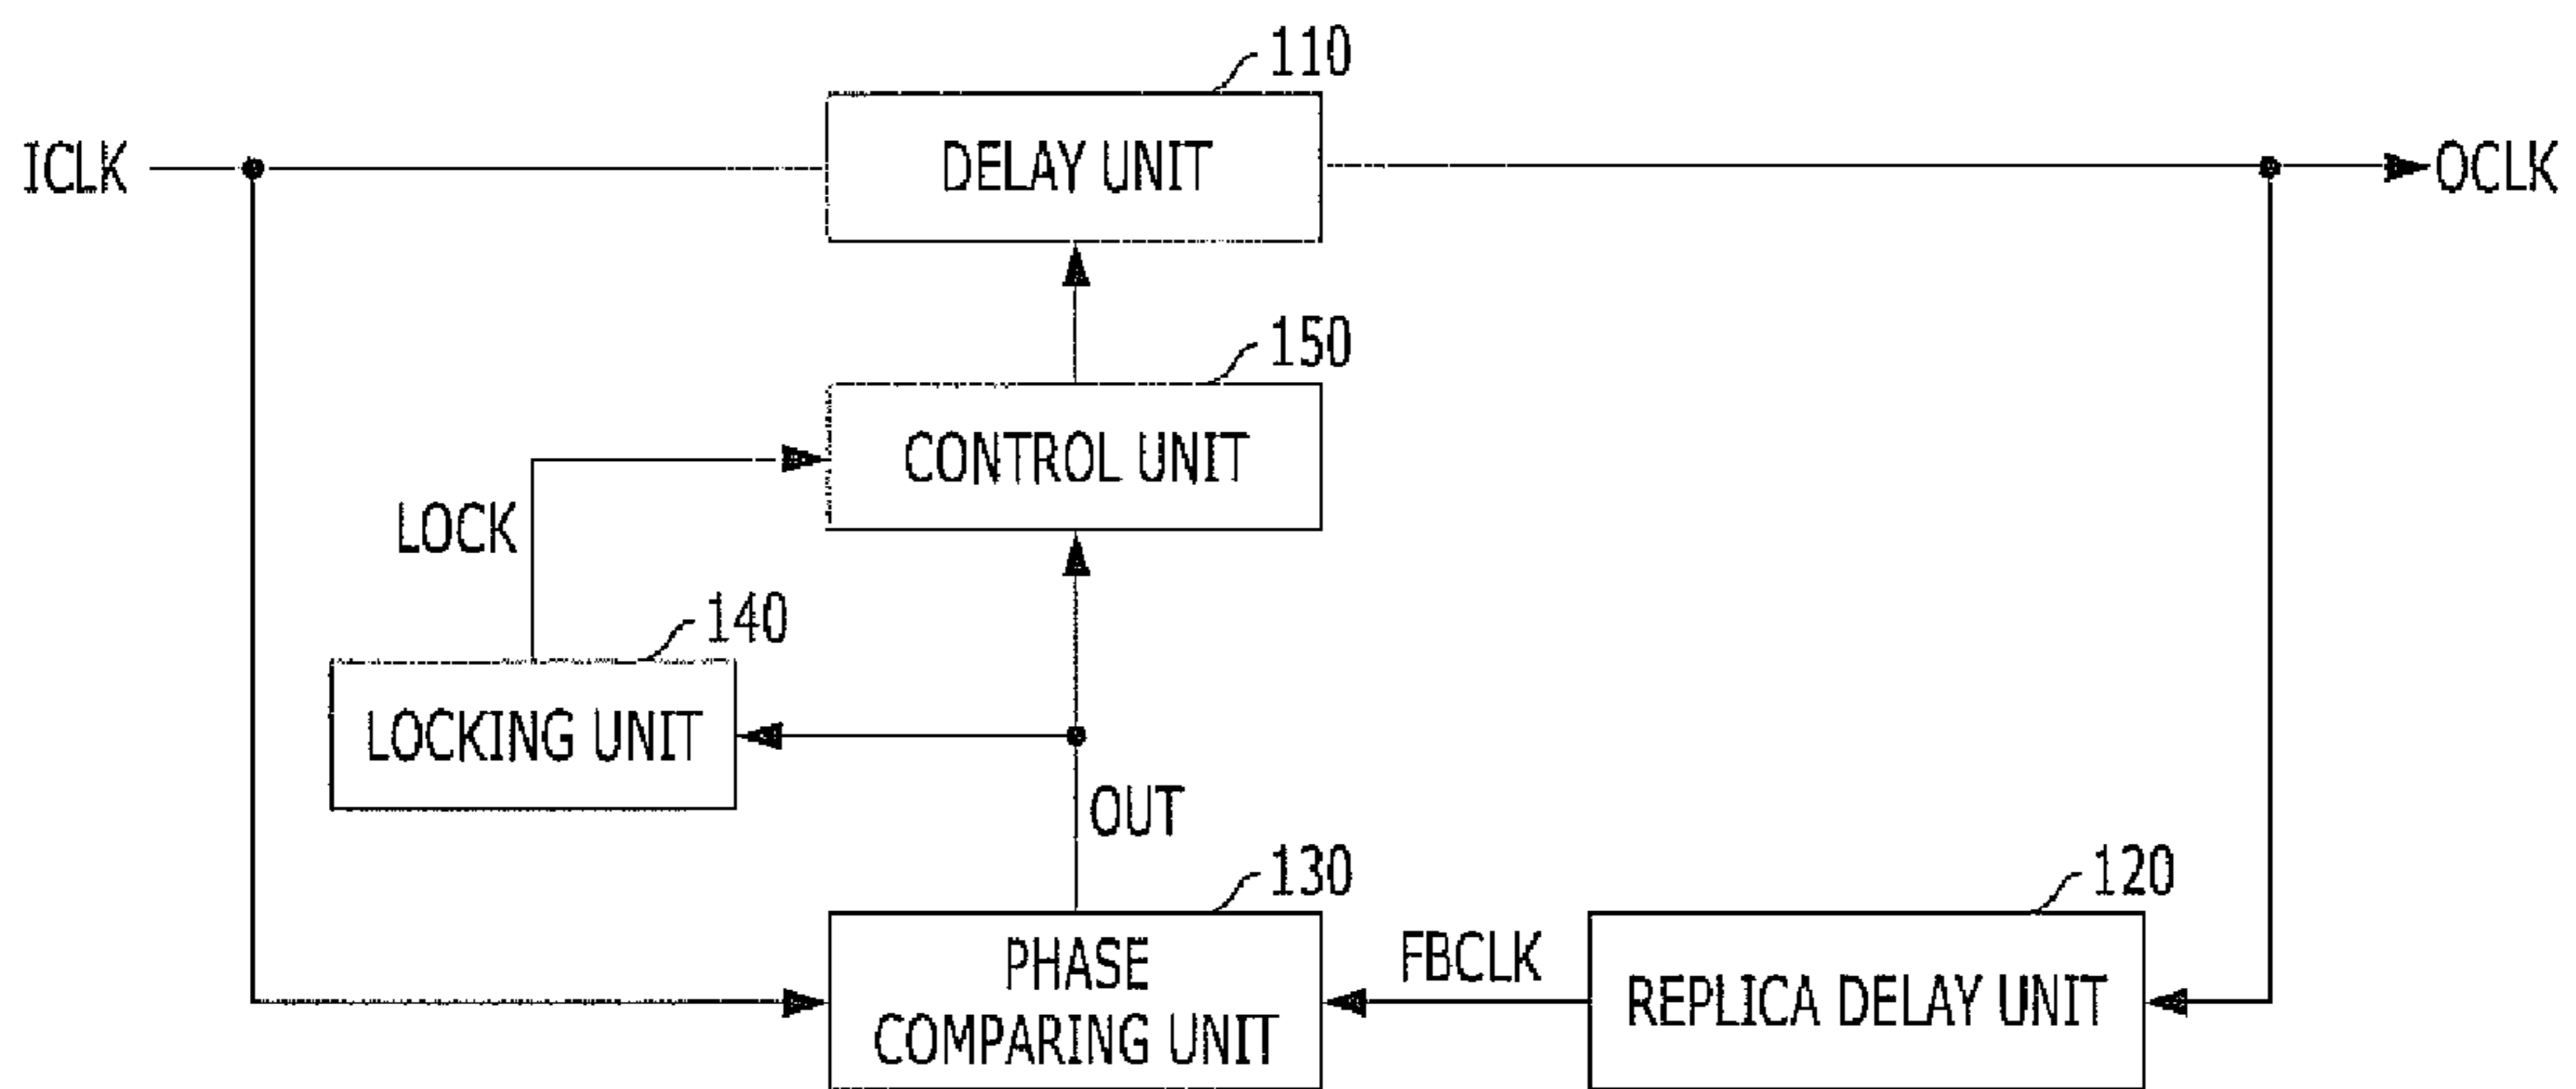 110
ICLK
DELAY UNIT
OCLK
150
CONTROL UNIT
LOCK
140
LOCKING UNIT
OUT
130
120
PHASE
COMPARING UNIT
FBCLK
REPLICA DELAY UNIT